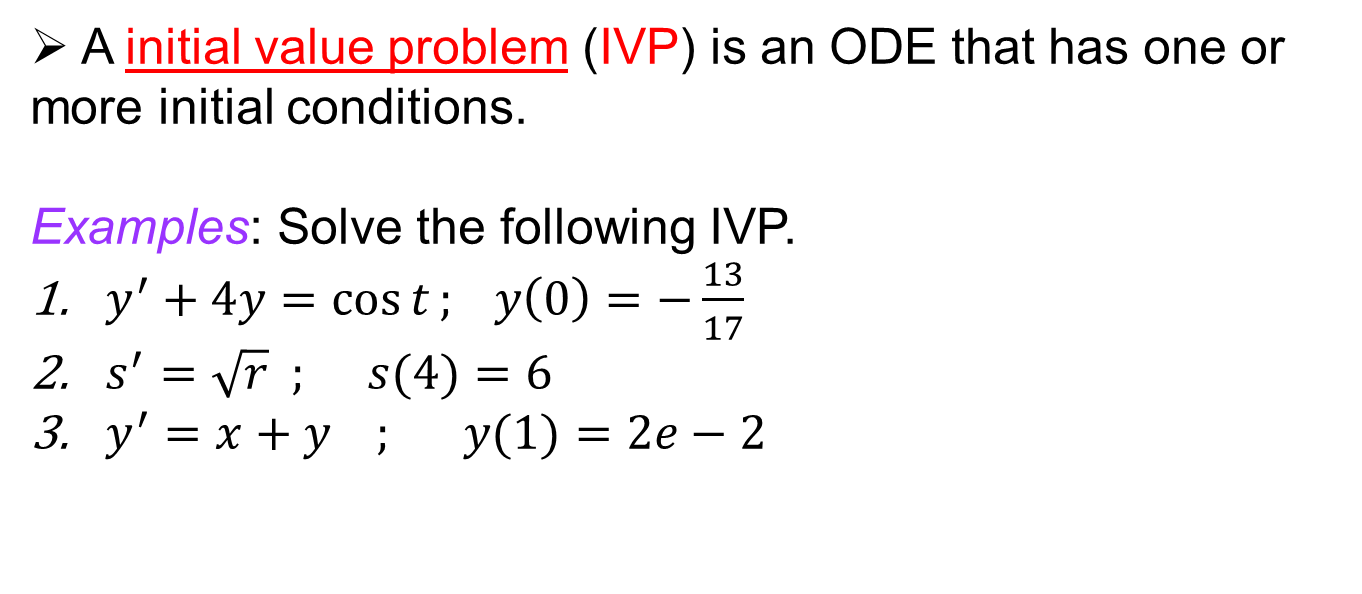 ➢ A initial value problem (IVP) is an ODE that has one or
more initial conditions.
Examples: Solve the following IVP.
1. y′ + 4y = cos t ; y(0) = −13/17
2. s′ = √r ; s(4) = 6
3. y′ = x + y ; y(1) = 2e − 2